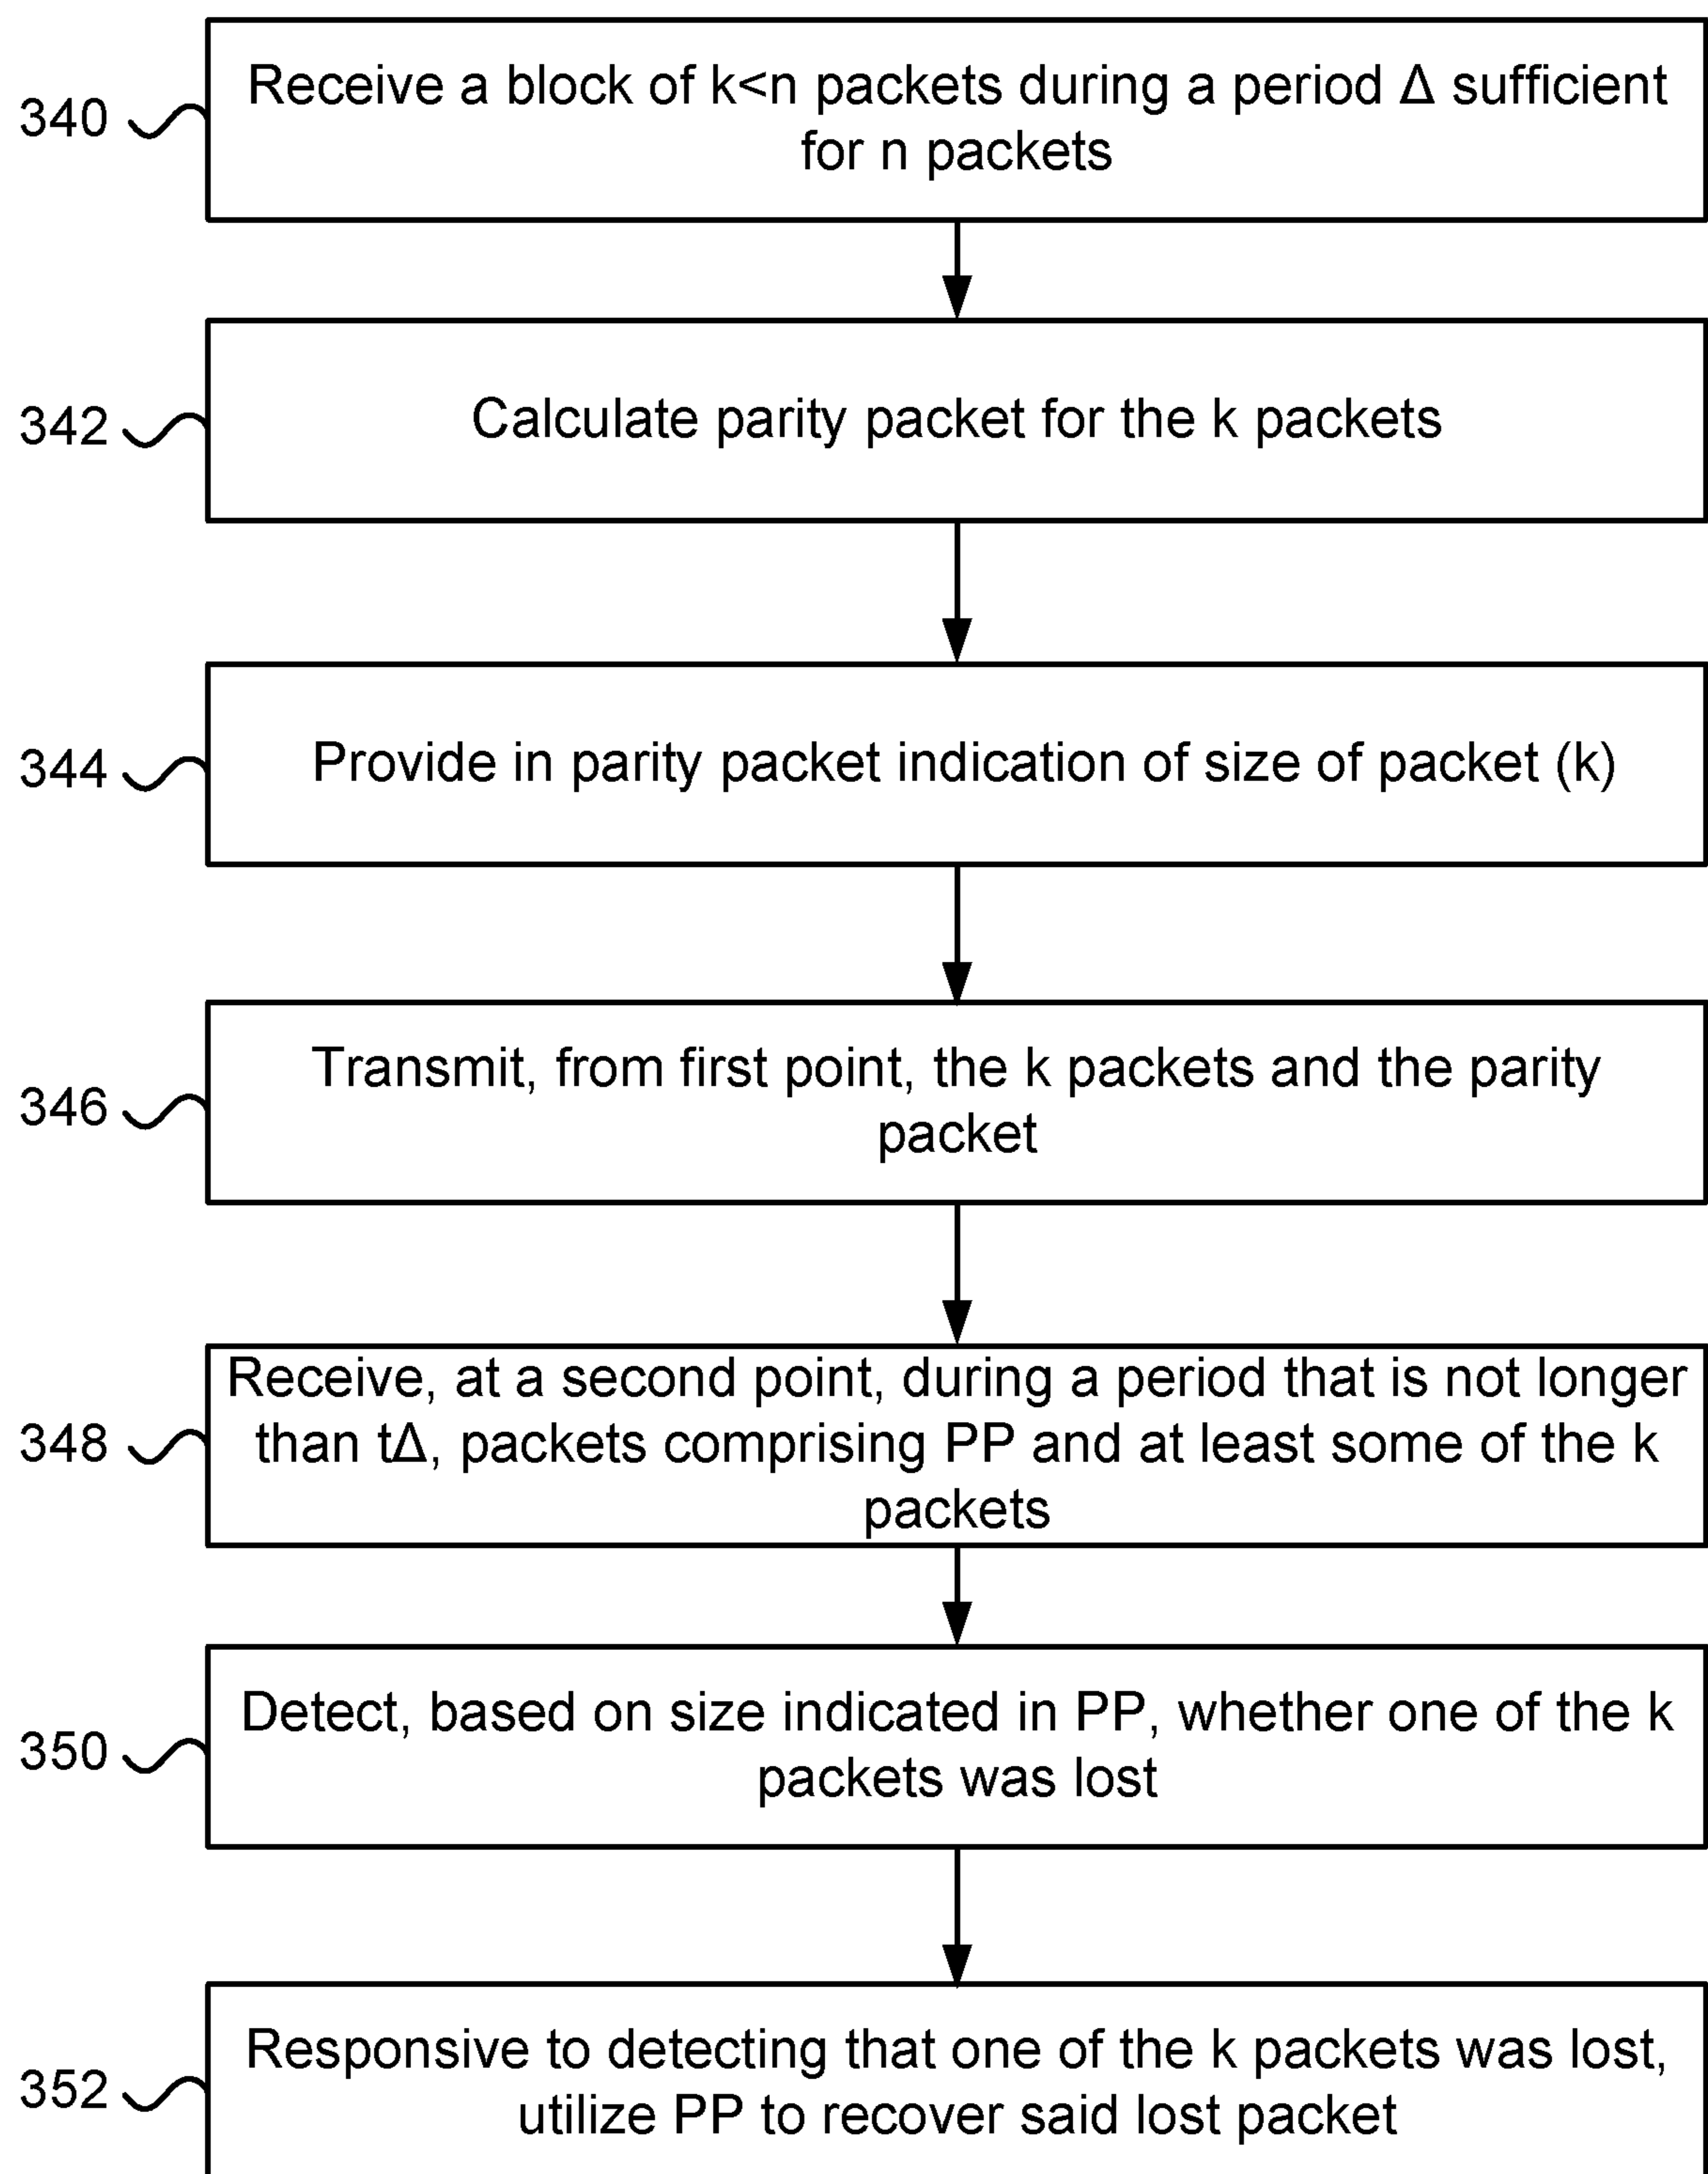 Receive a block of k<n packets during a period Δ sufficient
340
for n packets
342
Calculate parity packet for the k packets
344
Provide in parity packet indication of size of packet (k)
Transmit, from first point, the k packets and the parity
346
packet
Receive, at a second point, during a period that is not longer
348
than tΔ, packets comprising PP and at least some of the k
packets
Detect, based on size indicated in PP, whether one of the k
350
packets was lost
Responsive to detecting that one of the k packets was lost,
352
utilize PP to recover said lost packet